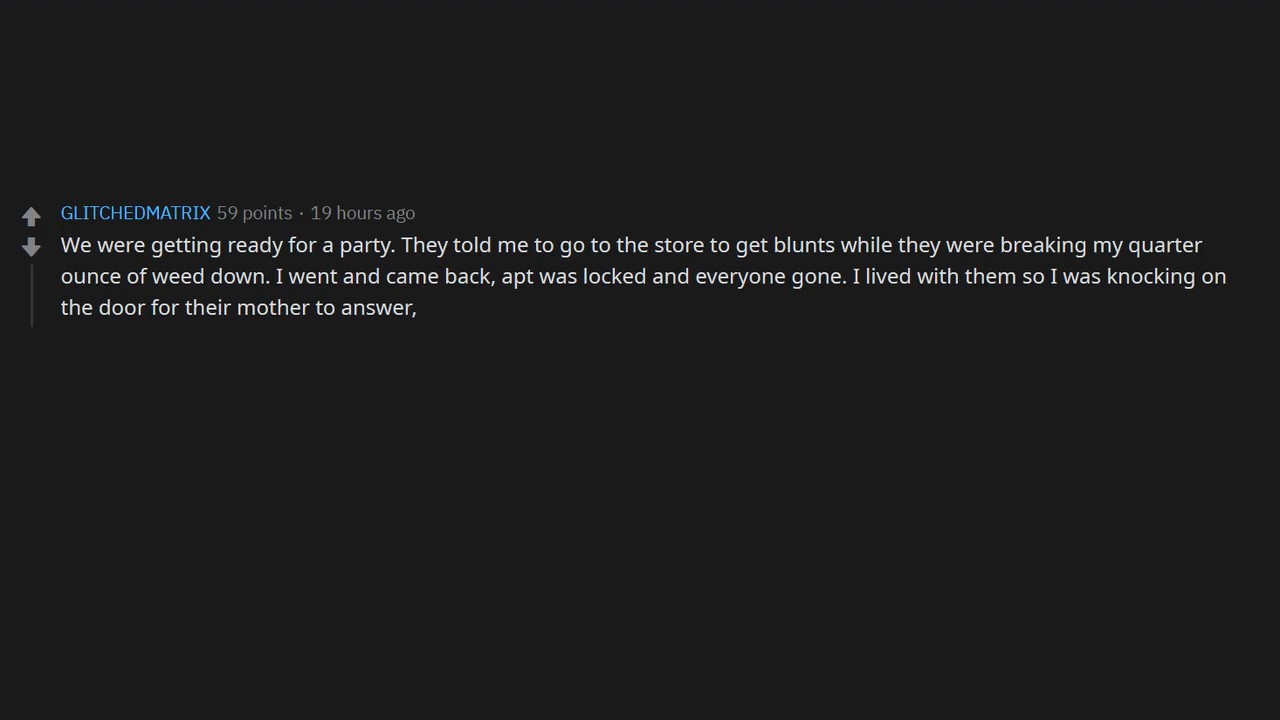 GLITCHEDMATRIX 59 points · 19 hours ago
We were getting ready for a party. They told me to go to the store to get blunts while they were breaking my quarter
ounce of weed down. I went and came back, apt was locked and everyone gone. I lived with them so I was knocking on
the door for their mother to answer,